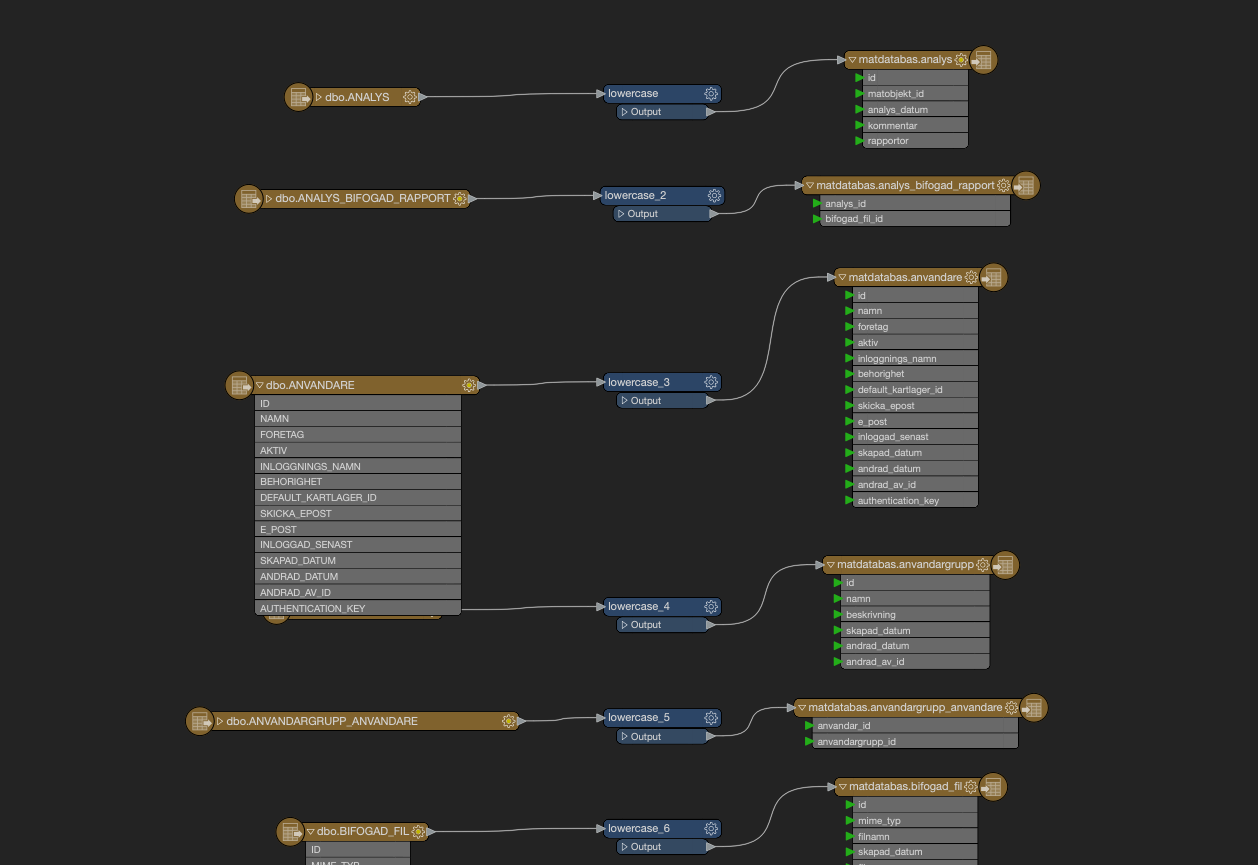 dbo.ANALYS
lowercase
Output
matdatabas.analys
id
matobjekt_id
analys_datum
kommentar
rapportor
dbo.ANALYS_BIFOGAD_RAPPORT
lowercase_2
Output
matdatabas.analys_bifogad_rapport
analys_id
bifogad_fil_id
dbo.ANVANDARE
ID
NAMN
FORETAG
AKTIV
INLOGGNINGS_NAMN
BEHORIGHET
DEFAULT_KARTLAGER_ID
SKICKA_EPOST
E_POST
INLOGGAD_SENAST
SKAPAD_DATUM
ANDRAD_DATUM
ANDRAD_AV_ID
AUTHENTICATION_KEY
lowercase_3
Output
matdatabas.anvandare
id
namn
foretag
aktiv
inloggnings_namn
behorighet
default_kartlager_id
skicka_epost
e_post
inloggad_senast
skapad_datum
andrad_datum
andrad_av_id
authentication_key
lowercase_4
Output
matdatabas.anvandargrupp
id
namn
beskrivning
skapad_datum
andrad_datum
andrad_av_id
dbo.ANVANDARGRUPP_ANVANDARE
lowercase_5
Output
matdatabas.anvandargrupp_anvandare
anvandar_id
anvandargrupp_id
dbo.BIFOGAD_FIL
ID
MIME_TYP
lowercase_6
Output
matdatabas.bifogad_fil
id
mime_typ
filnamn
skapad_datum